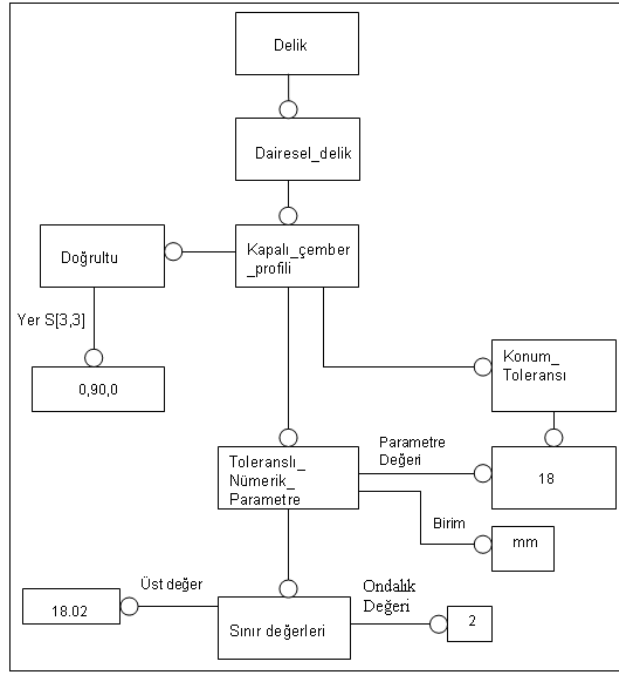 Delik
Dairesel_delik
Kapalı_çember
_profili
Doğrultu
Yer S[3,3]
0,90,0
Konum_
Toleransı
Toleranslı_
Nümerik_
Parametre
Parametre
Değeri
18
Birim
mm
Üst değer
18.02
Sınır değerleri
Ondalık
Değeri
2